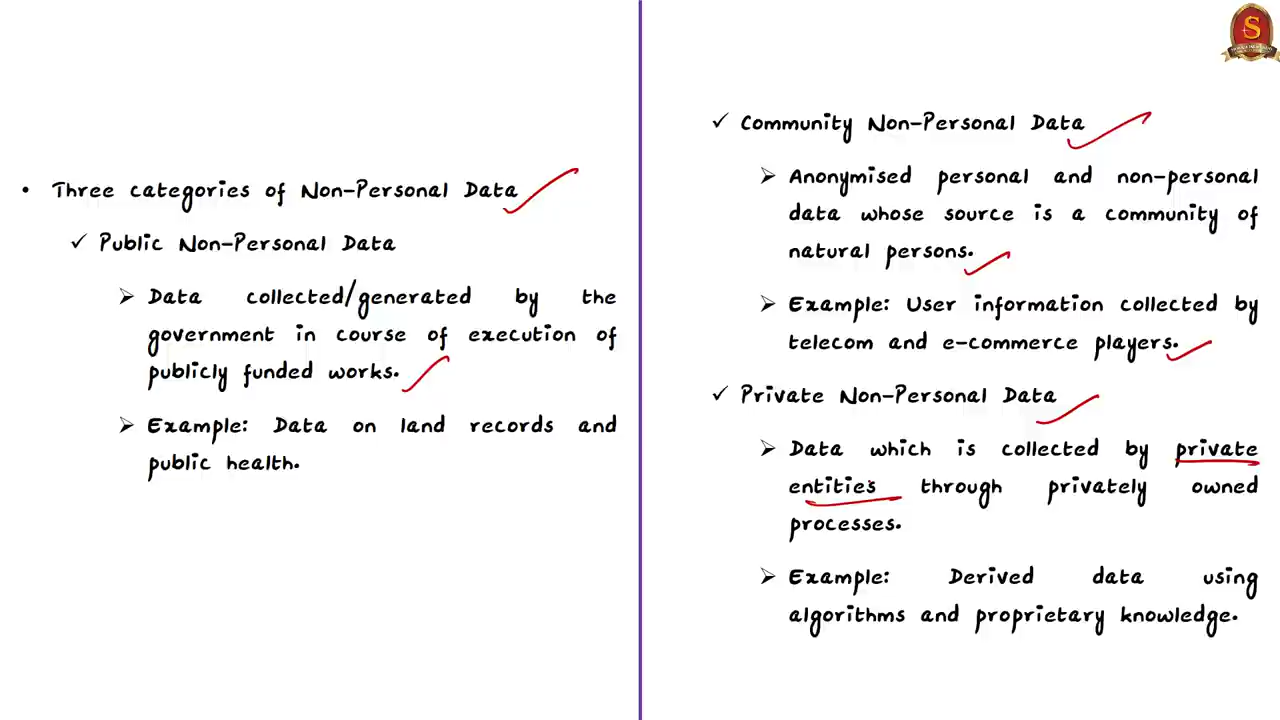 • Three categories of Non-Personal Data
✓ Public Non-Personal Data
➢ Data collected/generated by the
government in course of execution of
publicly funded works.
➢ Example: Data on land records and
public health.
✓ Community Non-Personal Data
➢ Anonymised personal and non-personal
data whose source is a community of
natural persons.
➢ Example: User information collected by
telecom and e-commerce players.
✓ Private Non-Personal Data
➢ Data which is collected by private
entities through privately owned
processes.
➢ Example: Derived data using
algorithms and proprietary knowledge.
S